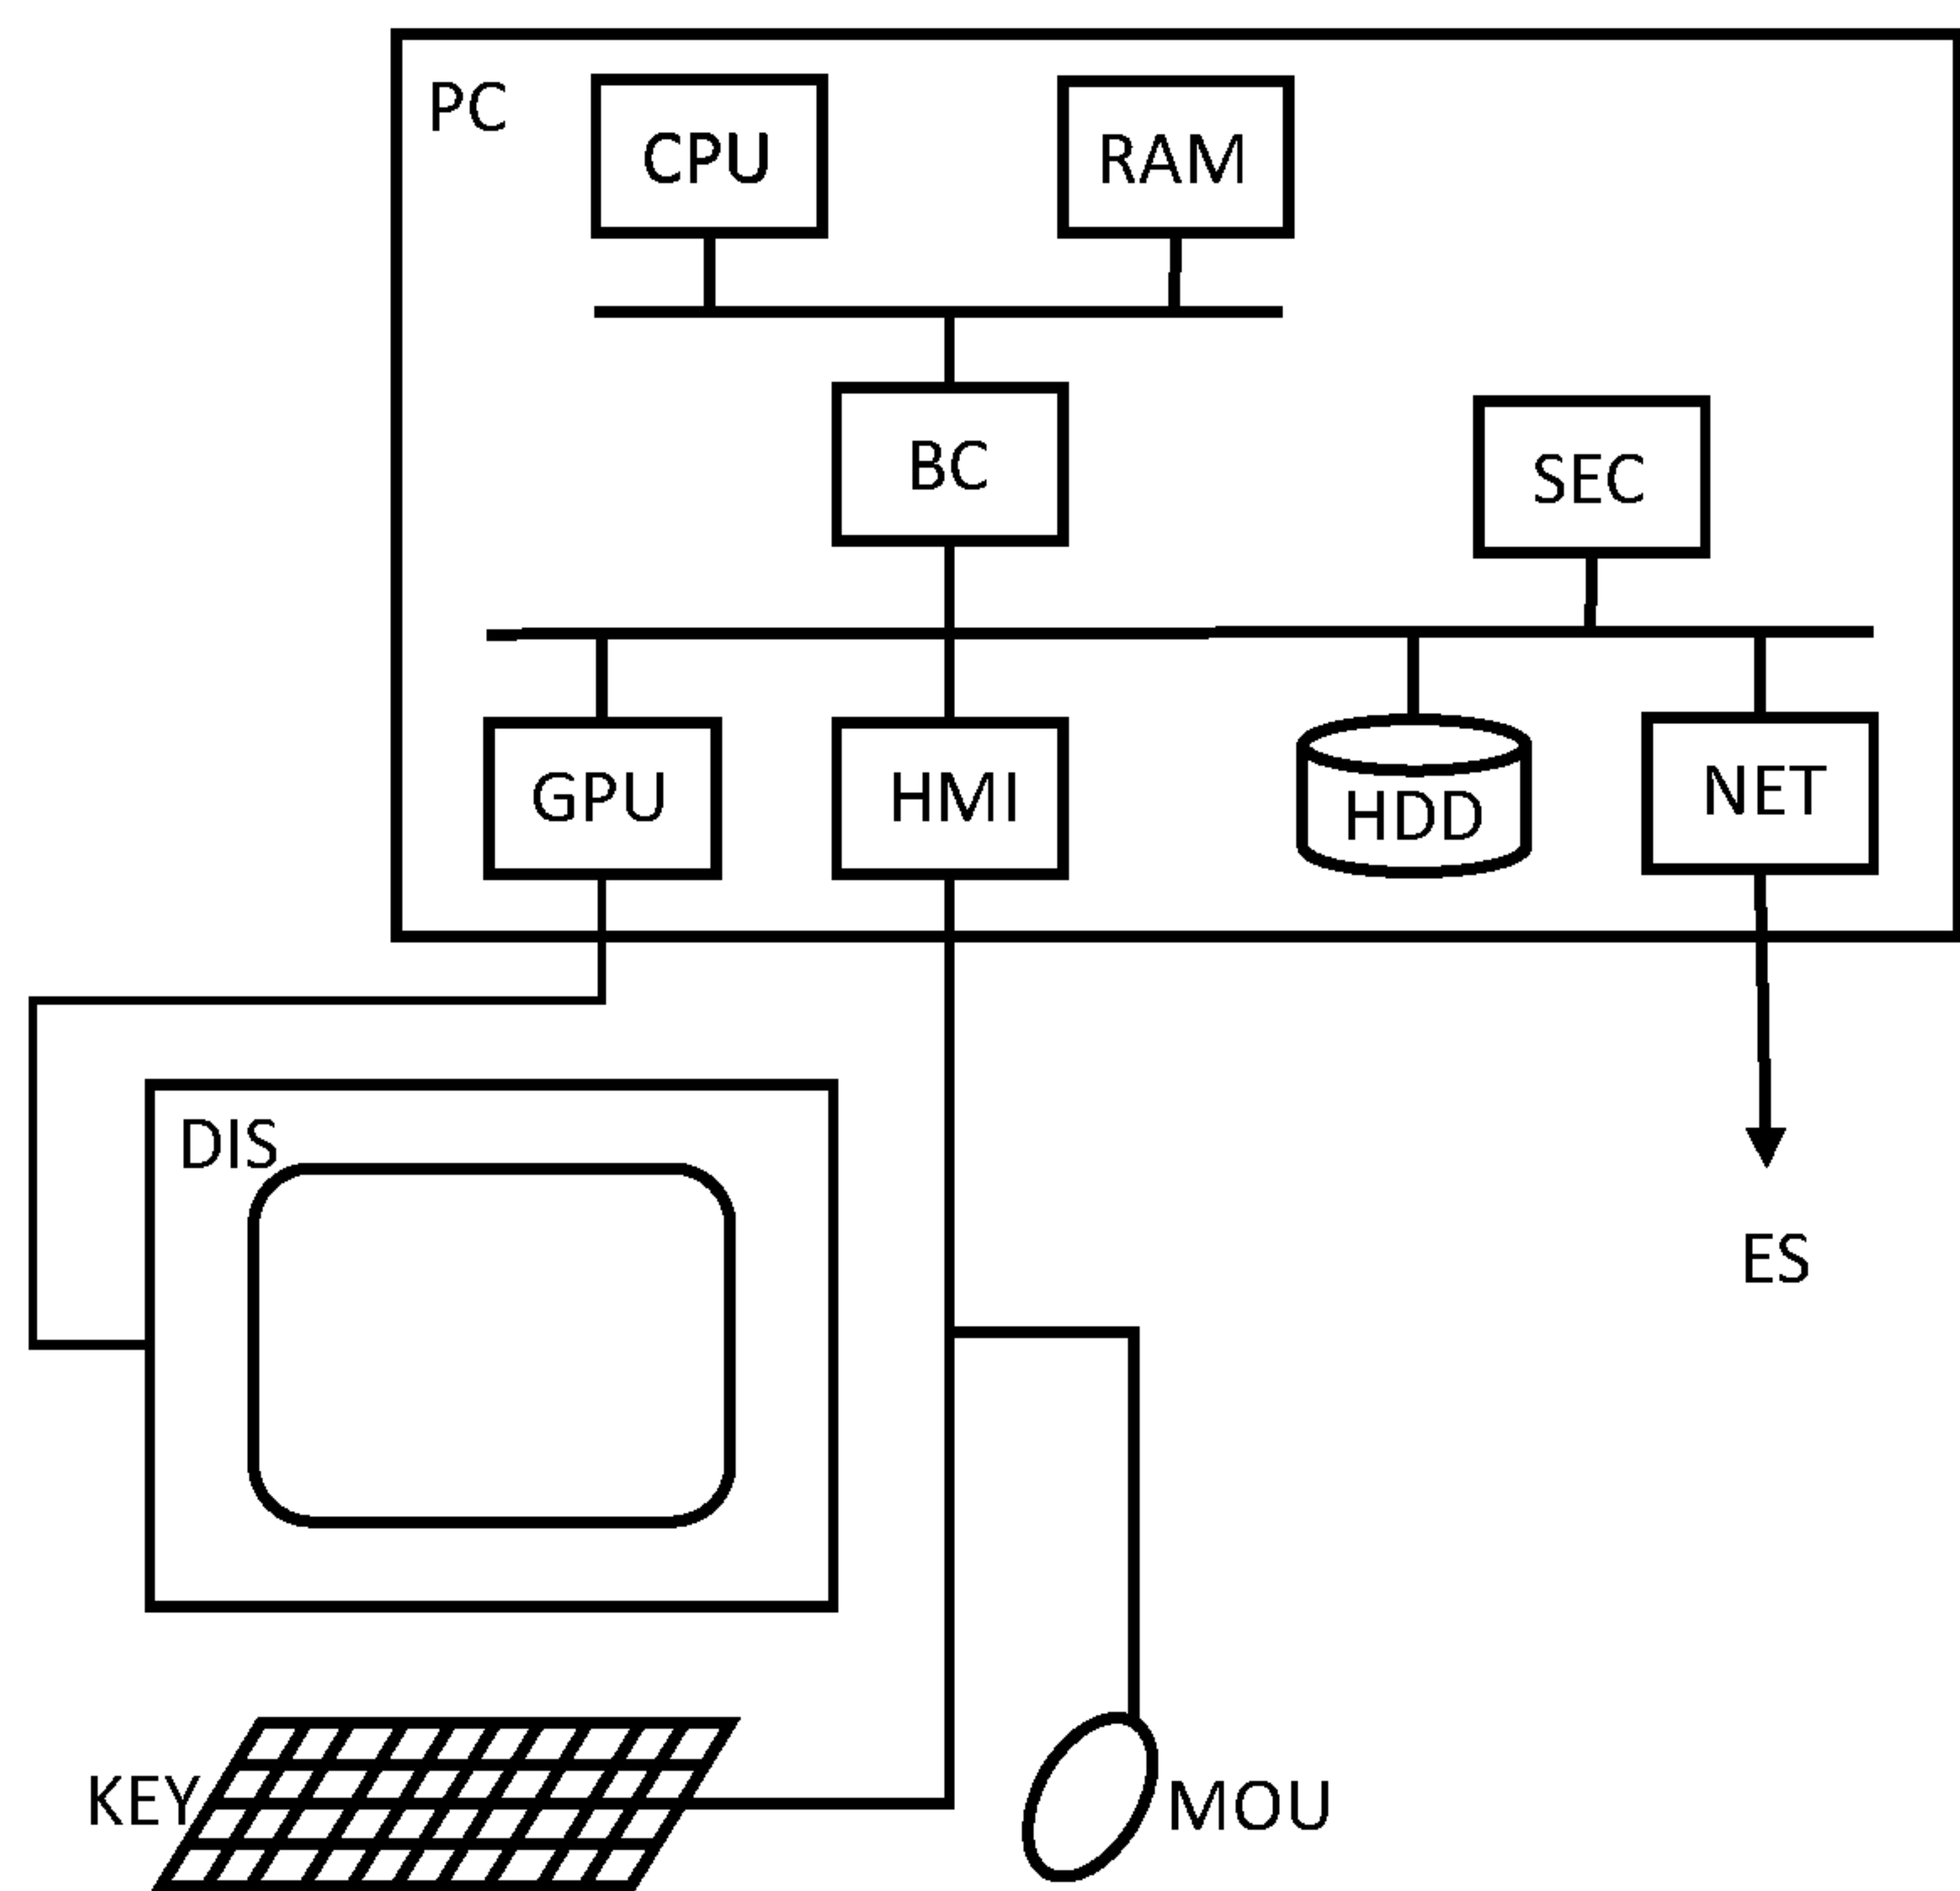 PC
CPU
RAM
BC
SEC
GPU
HMI
HDD
NET
DIS
ES
KEY
MOU